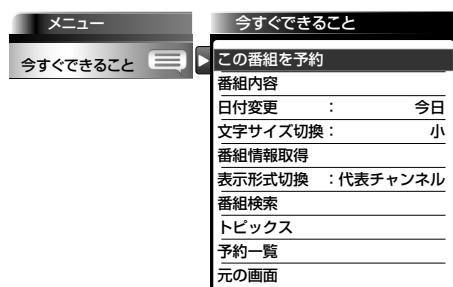 メニュー
今すぐできること
今すぐできること
この番組を予約
番組内容
日付変更 : 今日
文字サイズ切換 : 小
番組情報取得
表示形式切換 : 代表チャンネル
番組検索
トピックス
予約一覧
元の画面